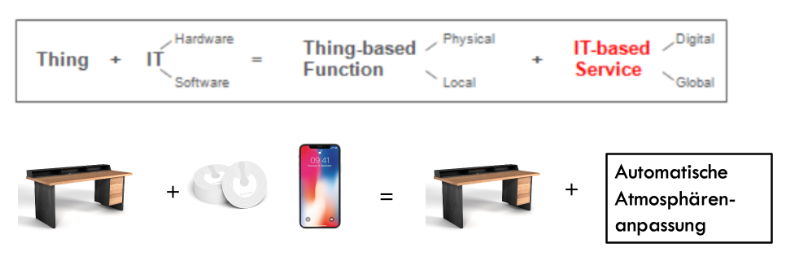 Thing + IT Hardware Software = Thing-based Function Physical Local + IT-based Service Digital Global
09:41
+ = +
Automatische
Atmosphären-
anpassung